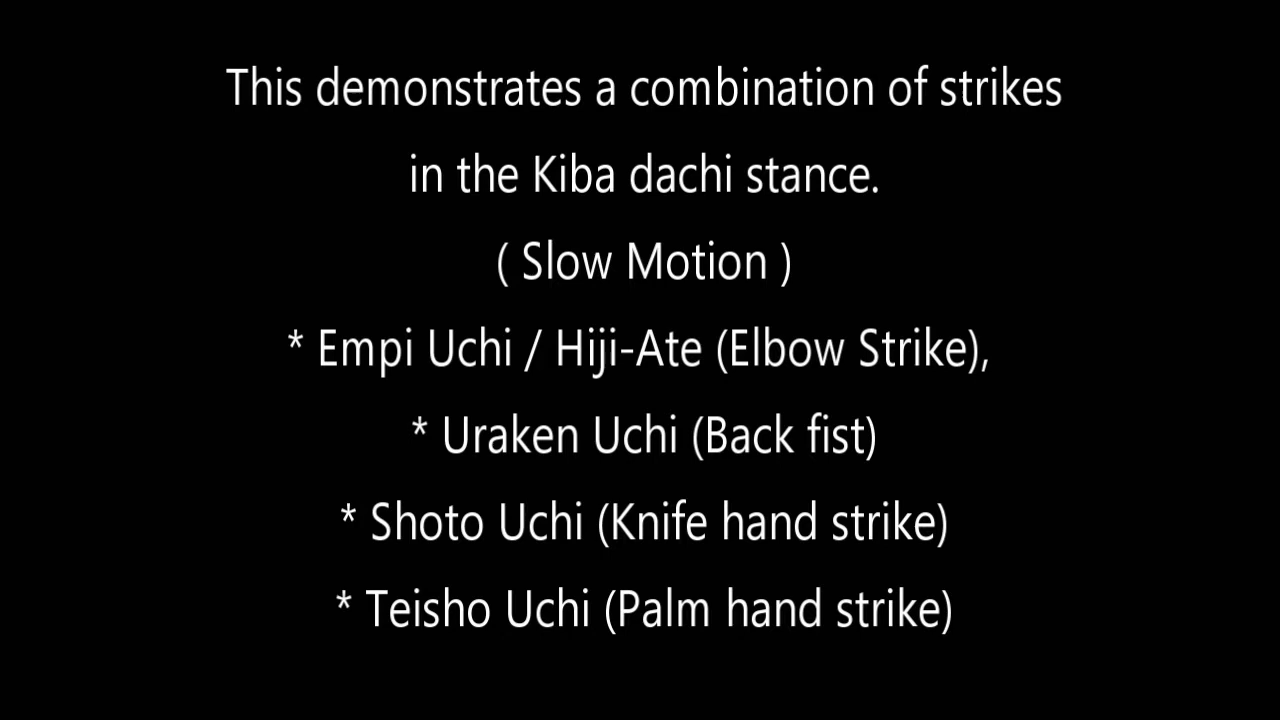 This demonstrates a combination of strikes
in the Kiba dachi stance.
( Slow Motion )
* Empi Uchi / Hiji-Ate (Elbow Strike),
* Uraken Uchi (Back fist)
* Shoto Uchi (Knife hand strike)
* Teisho Uchi (Palm hand strike)